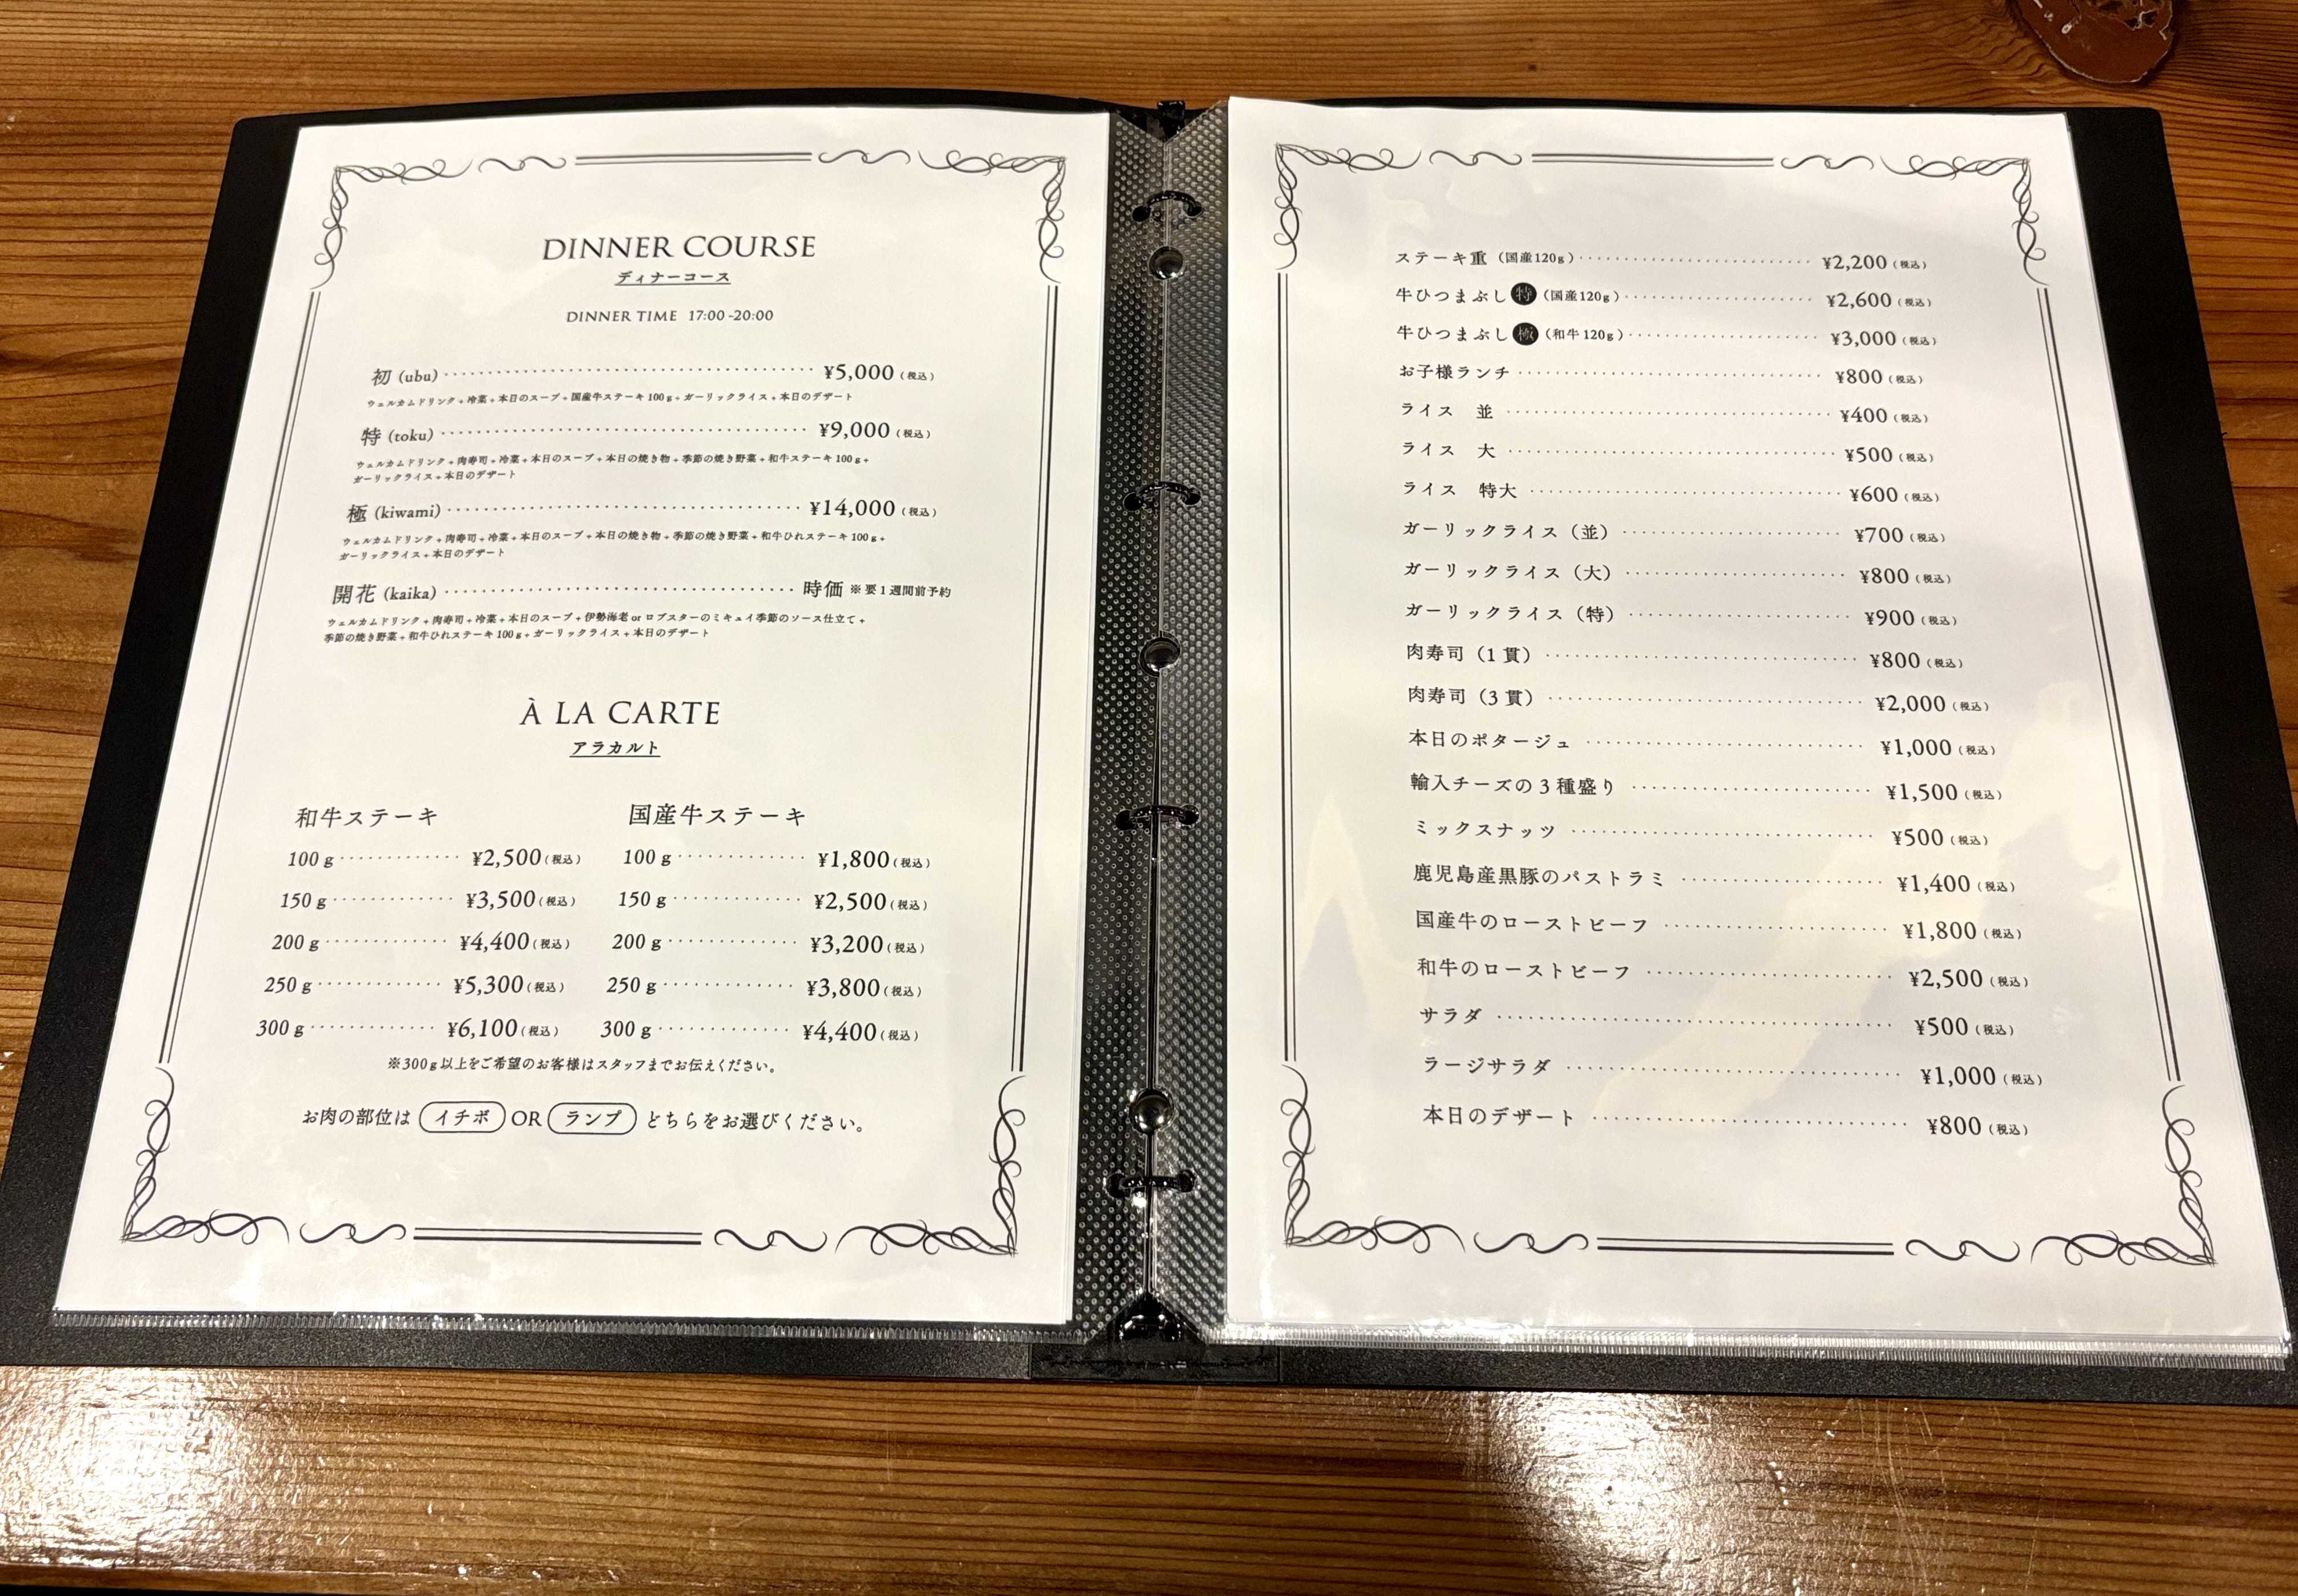 DINNER COURSE
ディナーコース
DINNER TIME 17:00-20:00
初 (ubu) ¥5,000 (税込)
ウェルカムドリンク+冷菜+本日のスープ+国産牛ステーキ100g+ガーリックライス+本日のデザート
特 (toku) ¥9,000 (税込)
ウェルカムドリンク+肉寿司+冷菜+本日のスープ+本日の焼き物+季節の焼き野菜+和牛ステーキ100g+
ガーリックライス+本日のデザート
極 (kiwami) ¥14,000 (税込)
ウェルカムドリンク+肉寿司+冷菜+本日のスープ+本日の焼き物+季節の焼き野菜+和牛ひれステーキ100g+
ガーリックライス+本日のデザート
開花 (kaika) 時価 ※要1週間前予約
ウェルカムドリンク+肉寿司+冷菜+本日のスープ+伊勢海老 or ロブスターのミキュイ季節のソース仕立て+
季節の焼き野菜+和牛ひれステーキ100g+ガーリックライス+本日のデザート
À LA CARTE
アラカルト
和牛ステーキ
100g ¥2,500(税込)
150g ¥3,500(税込)
200g ¥4,400(税込)
250g ¥5,300(税込)
300g ¥6,100(税込)
国産牛ステーキ
100g ¥1,800(税込)
150g ¥2,500(税込)
200g ¥3,200(税込)
250g ¥3,800(税込)
300g ¥4,400(税込)
※300g以上をご希望のお客様はスタッフまでお伝えください。
お肉の部位は イチボ OR ランプ どちらをお選びください。
ステーキ重(国産120g) ¥2,200(税込)
牛ひつまぶし 特 (国産120g) ¥2,600(税込)
牛ひつまぶし 極 (和牛120g) ¥3,000(税込)
お子様ランチ ¥800(税込)
ライス 並 ¥400(税込)
ライス 大 ¥500(税込)
ライス 特大 ¥600(税込)
ガーリックライス(並) ¥700(税込)
ガーリックライス(大) ¥800(税込)
ガーリックライス(特) ¥900(税込)
肉寿司(1貫) ¥800(税込)
肉寿司(3貫) ¥2,000(税込)
本日のポタージュ ¥1,000(税込)
輸入チーズの3種盛り ¥1,500(税込)
ミックスナッツ ¥500(税込)
鹿児島産黒豚のパストラミ ¥1,400(税込)
国産牛のローストビーフ ¥1,800(税込)
和牛のローストビーフ ¥2,500(税込)
サラダ ¥500(税込)
ラージサラダ ¥1,000(税込)
本日のデザート ¥800(税込)